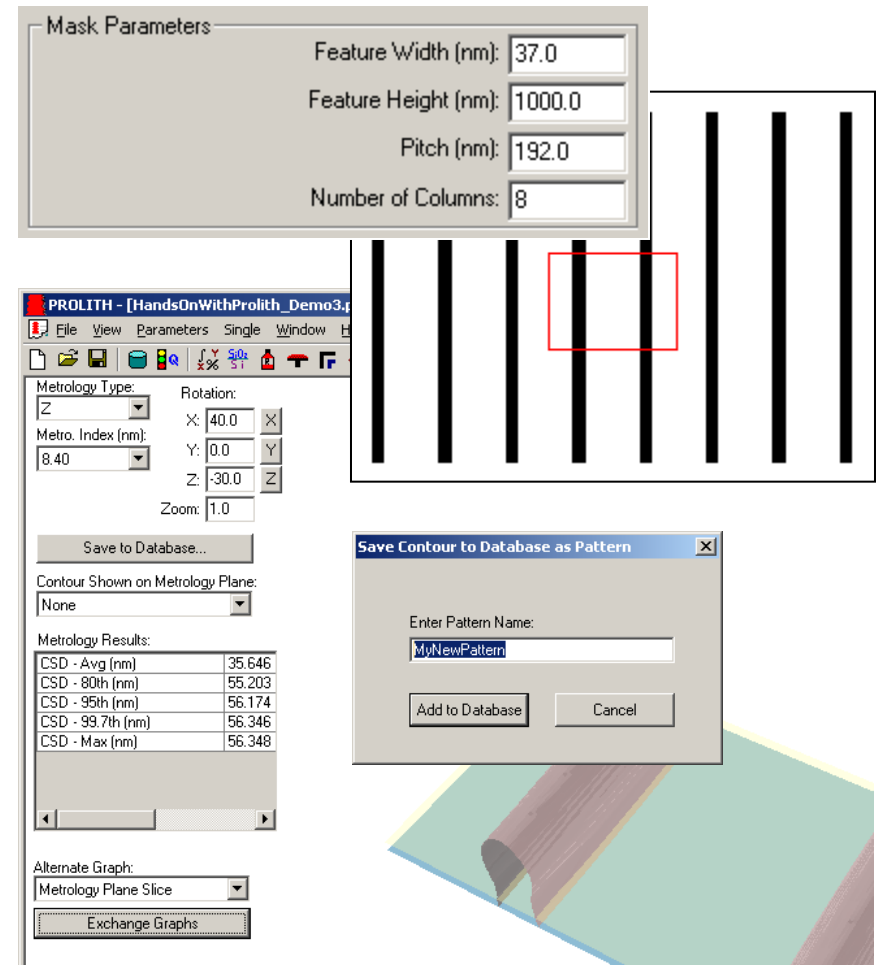 Mask Parameters
Feature Width (nm): 37.0
Feature Height (nm): 1000.0
Pitch (nm): 192.0
Number of Columns: 8
PROLITH - [HandsOnWithProlith_Demo3.p
File View Parameters Single Window H
Metrology Type:
Z
Metro. Index (nm):
8.40
Rotation:
X: 40.0 X
Y: 0.0 Y
Z: -30.0 Z
Zoom: 1.0
Save to Database...
Contour Shown on Metrology Plane:
None
Metrology Results:
CSD - Avg (nm) 35.646
CSD - 80th (nm) 55.203
CSD - 95th (nm) 56.174
CSD - 99.7th (nm) 56.346
CSD - Max (nm) 56.348
Alternate Graph:
Metrology Plane Slice
Exchange Graphs
Save Contour to Database as Pattern
Enter Pattern Name:
MyNewPattern
Add to Database Cancel